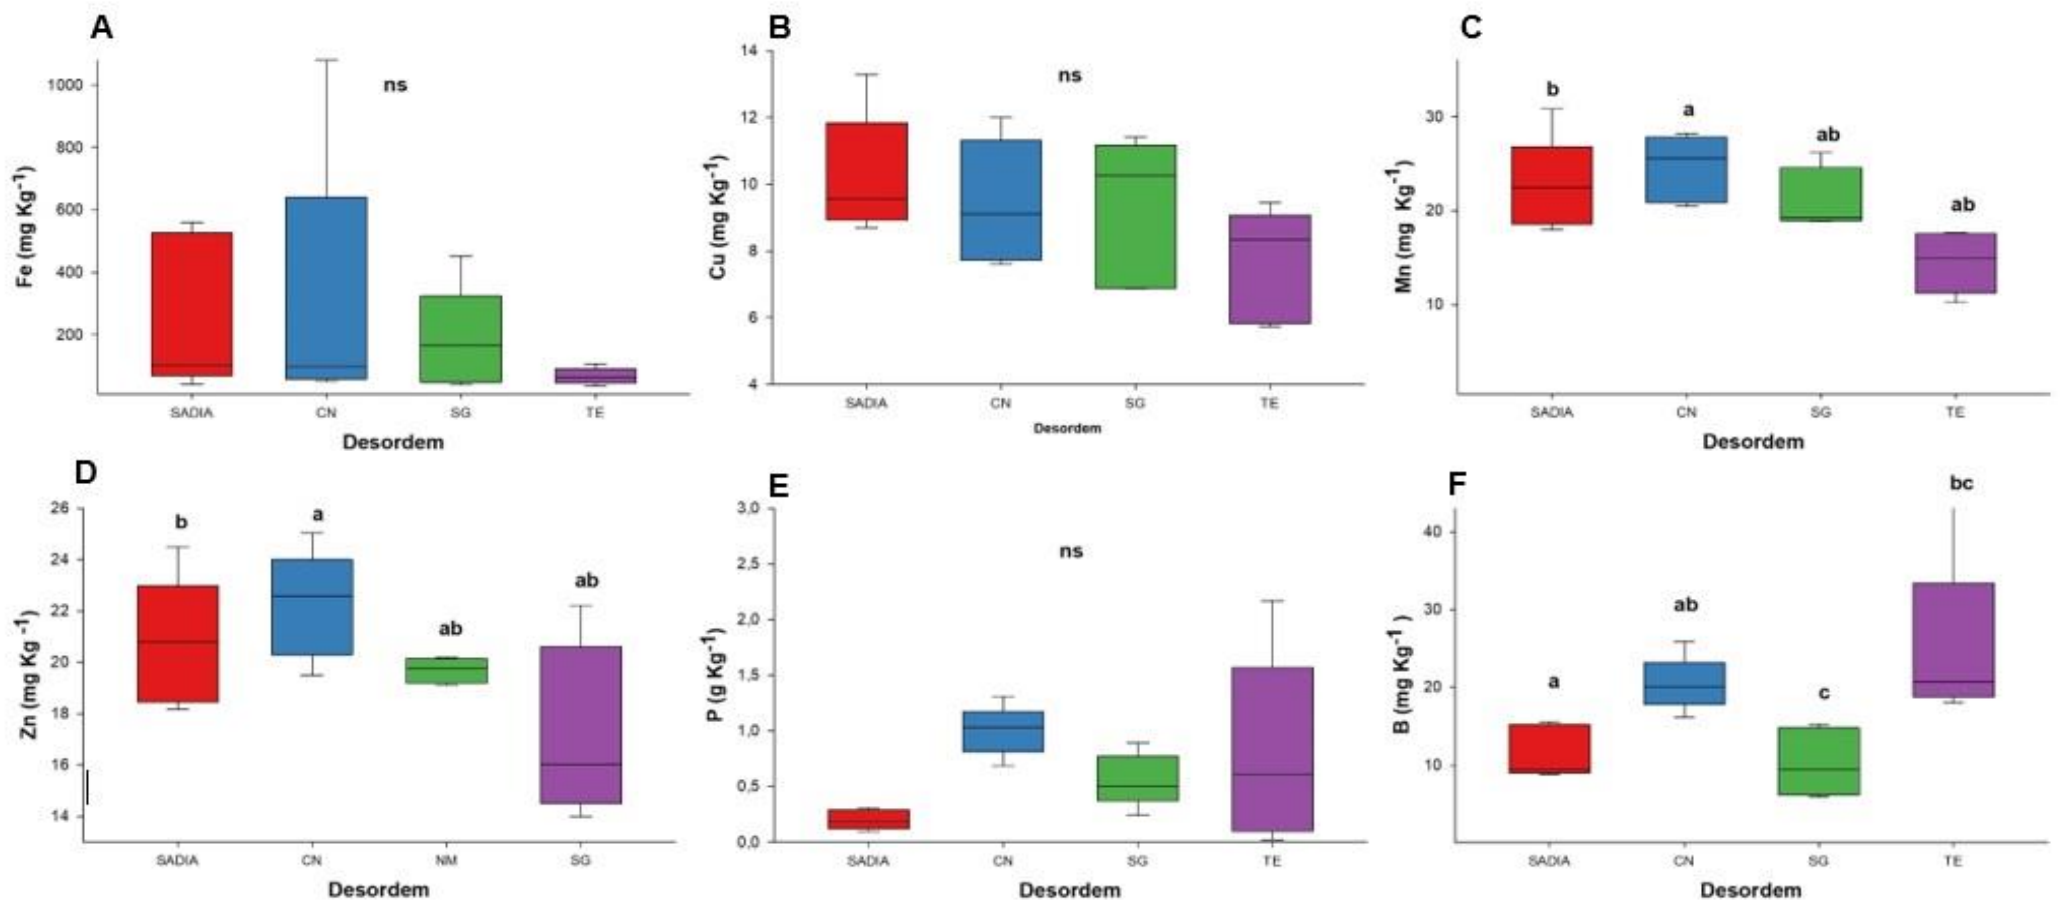 A
ns
Fe (mg Kg-1)
1000
800
600
400
200
SADIA CN SG TE
Desordem
B
ns
Cu (mg Kg-1)
14
12
10
8
6
4
SADIA CN SG TE
Desordem
C
b a ab ab
Mn (mg Kg-1)
30
20
10
SADIA CN SG TE
Desordem
D
b a ab ab
Zn (mg Kg -1)
26
24
22
20
18
16
14
SADIA CN NM SG
Desordem
E
ns
P (g Kg-1)
3,0
2,5
2,0
1,5
1,0
0,5
0,0
SADIA CN SG TE
Desordem
F
a ab c bc
B (mg Kg-1 )
40
30
20
10
SADIA CN SG TE
Desordem